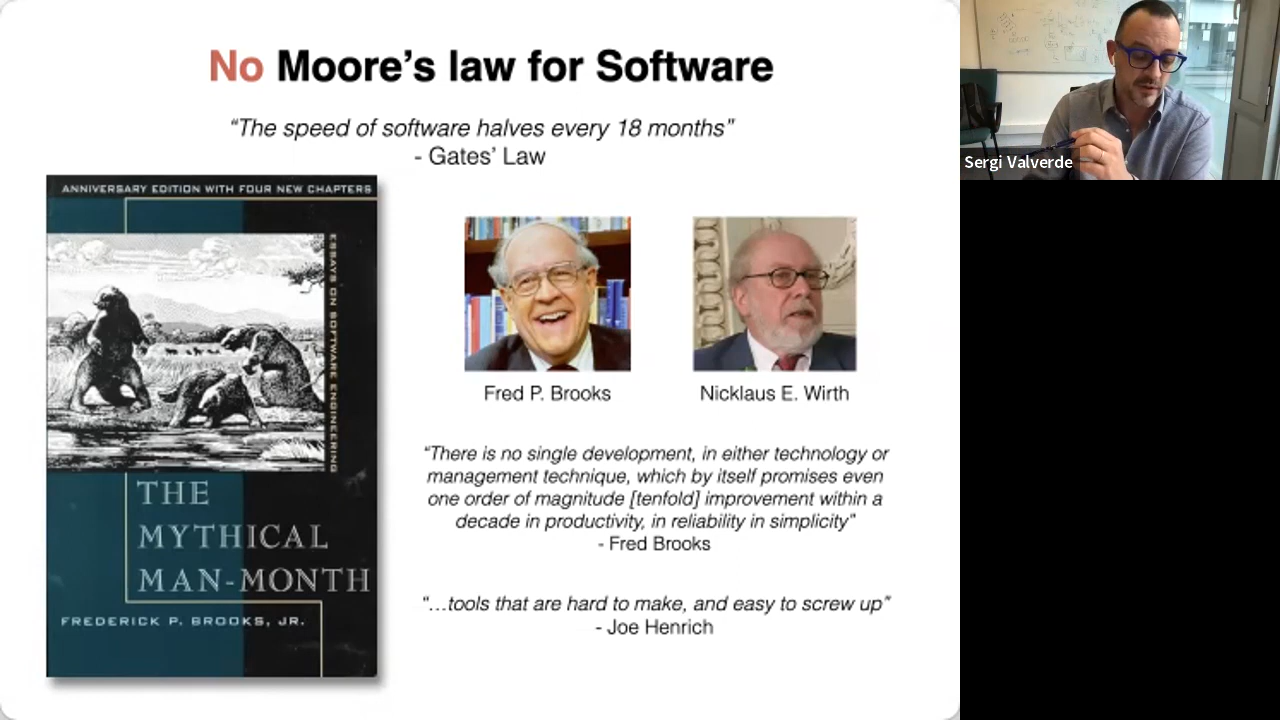 No Moore's law for Software
“The speed of software halves every 18 months”
- Gates' Law
ANNIVERSARY EDITION WITH FOUR NEW CHAPTERS
ESSAYS ON SOFTWARE ENGINEERING
THE
MYTHICAL
MAN-MONTH
FREDERICK P. BROOKS, JR.
Fred P. Brooks
Nicklaus E. Wirth
“There is no single development, in either technology or
management technique, which by itself promises even
one order of magnitude [tenfold] improvement within a
decade in productivity, in reliability in simplicity”
- Fred Brooks
“…tools that are hard to make, and easy to screw up”
- Joe Henrich
Sergi Valverde